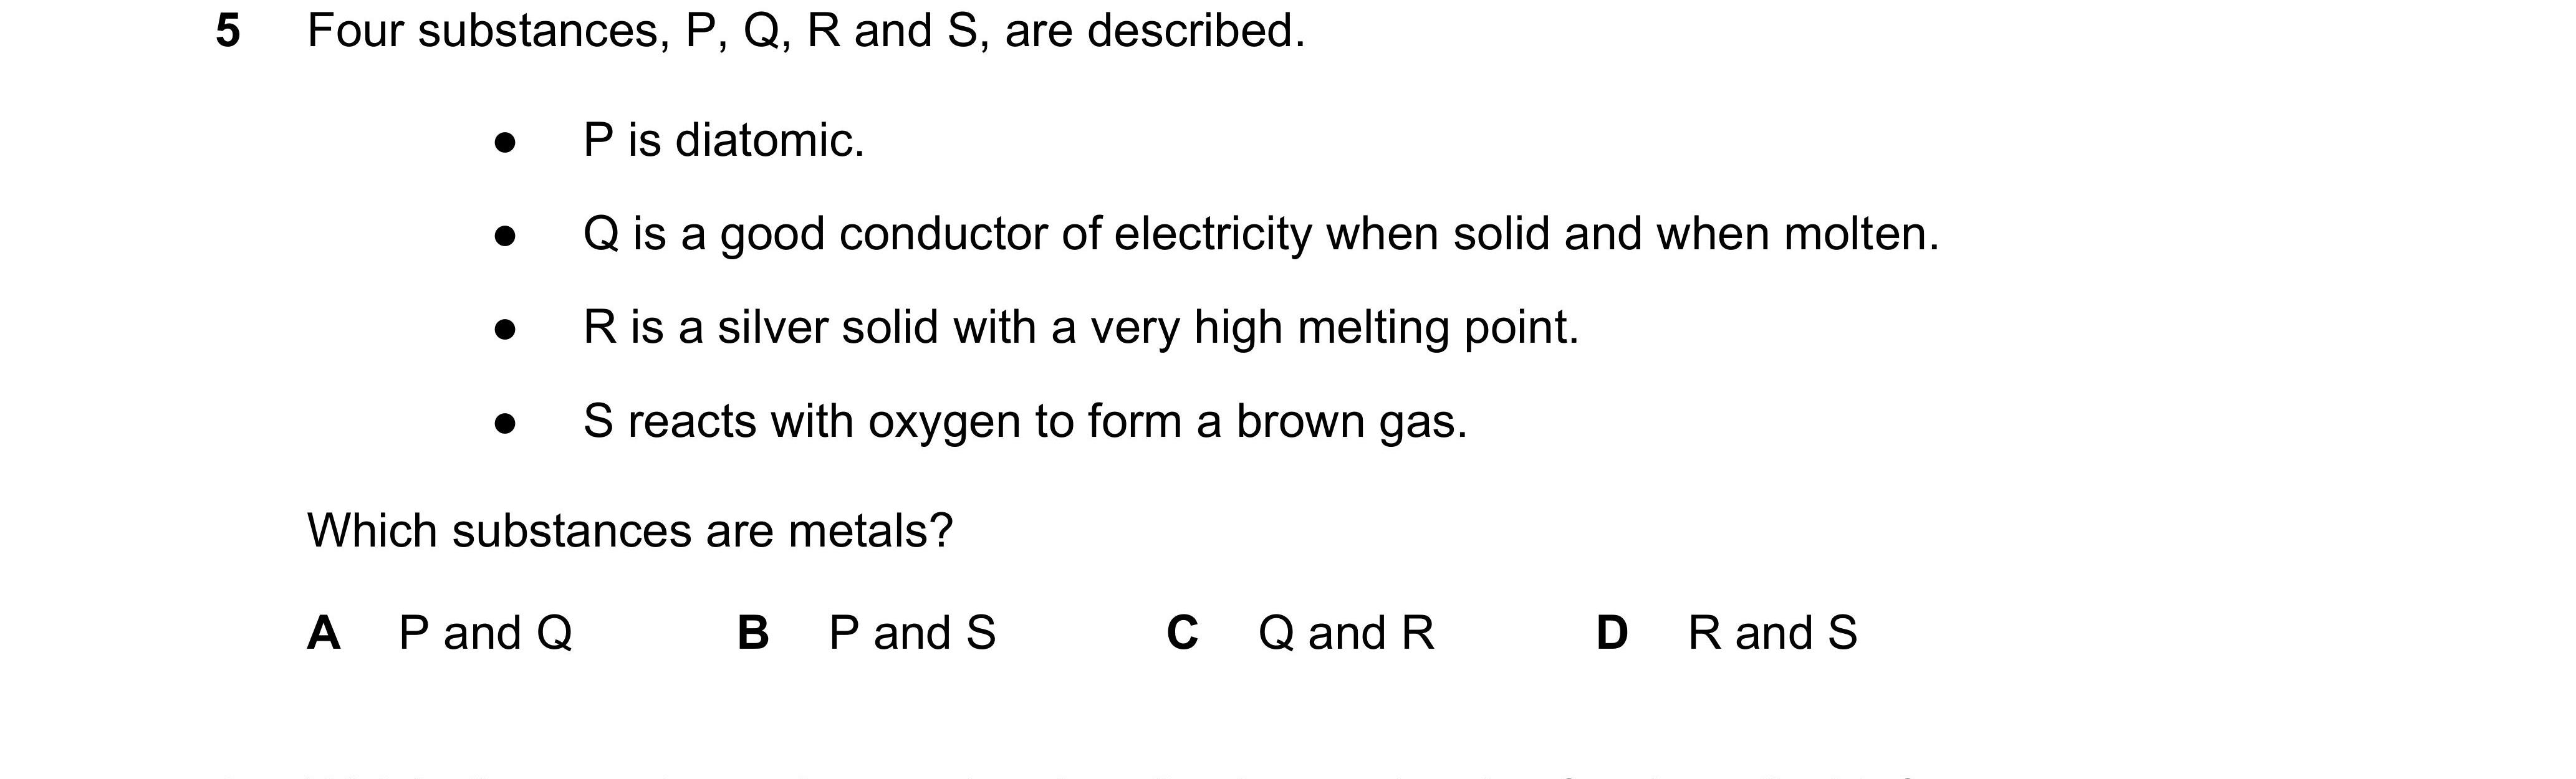 5 Four substances, P, Q, R and S, are described.
● P is diatomic.
● Q is a good conductor of electricity when solid and when molten.
● R is a silver solid with a very high melting point.
● S reacts with oxygen to form a brown gas.
Which substances are metals?
A P and Q B P and S C Q and R D R and S